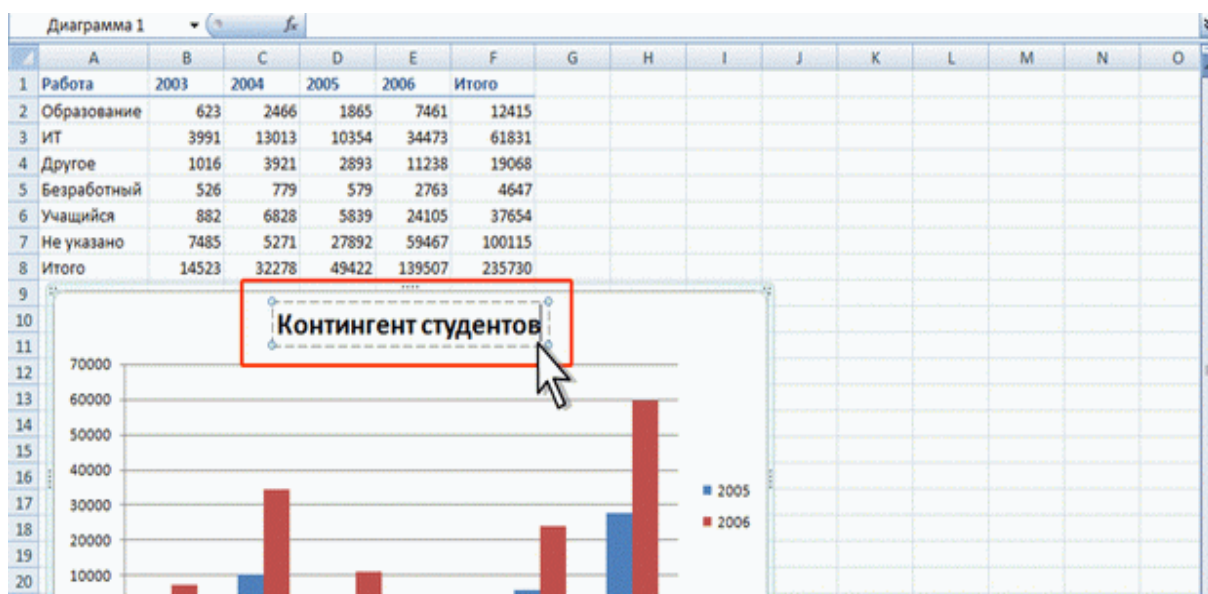 Диаграмма 1 fx
A B C D E F G H I J K L M N O
1 Работа 2003 2004 2005 2006 Итого
2 Образование 623 2466 1865 7461 12415
3 ИТ 3991 13013 10354 34473 61831
4 Другое 1016 3921 2893 11238 19068
5 Безработный 526 779 579 2763 4647
6 Учащийся 882 6828 5839 24105 37654
7 Не указано 7485 5271 27892 59467 100115
8 Итого 14523 32278 49422 139507 235730
9
10
Контингент студентов
11
12
13
14
15
16
17
18
19
20
70000
60000
50000
40000
30000
20000
10000
2005
2006